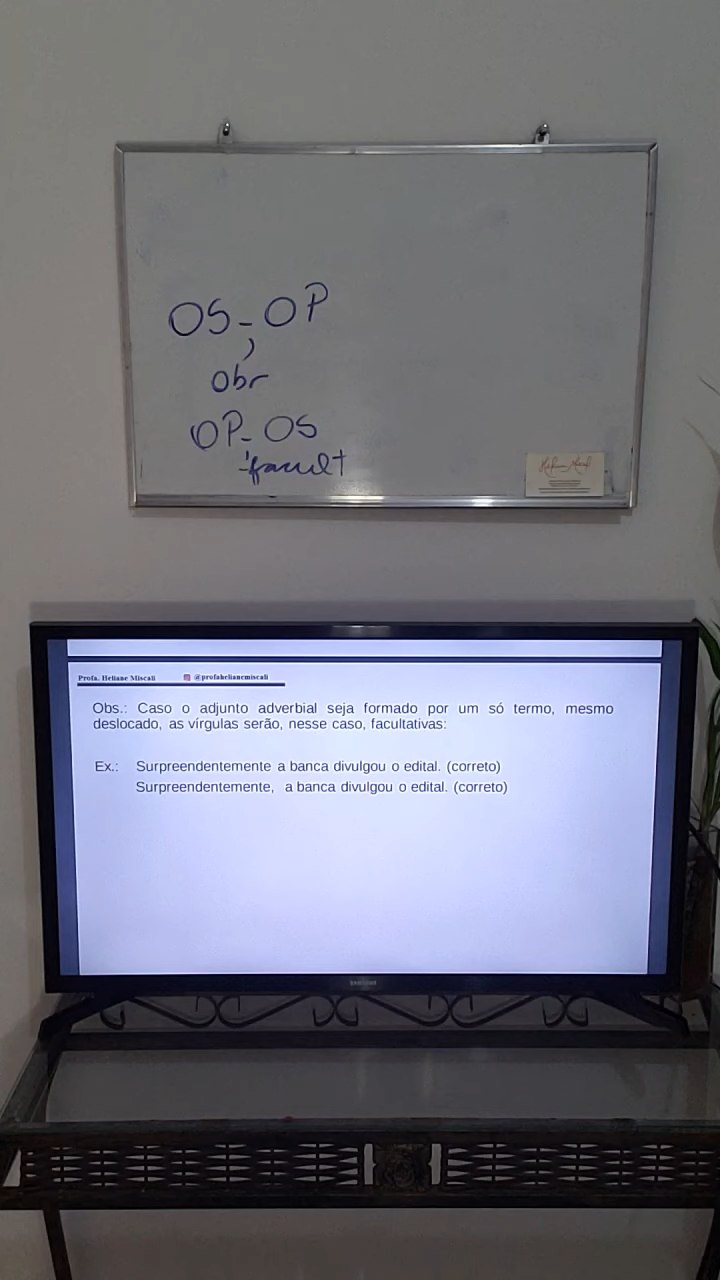 OS - OP
,
obr
OP - OS
, facult
Profa. Heliane Miscali @profahelianemiscali
Obs.: Caso o adjunto adverbial seja formado por um só termo, mesmo
deslocado, as vírgulas serão, nesse caso, facultativas:
Ex.: Surpreendentemente a banca divulgou o edital. (correto)
Surpreendentemente, a banca divulgou o edital. (correto)
SAMSUNG